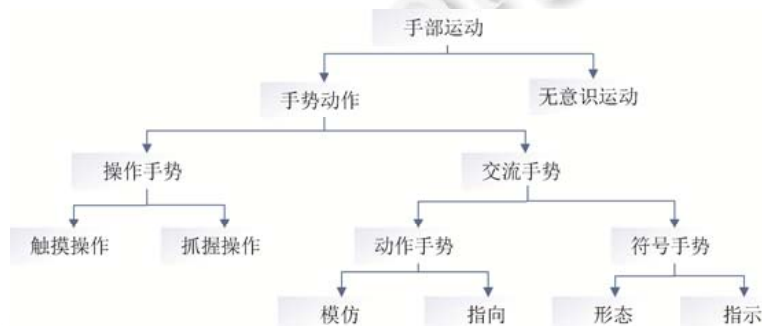 手部运动
手势动作
无意识运动
操作手势
交流手势
触摸操作
抓握操作
动作手势
符号手势
模仿
指向
形态
指示